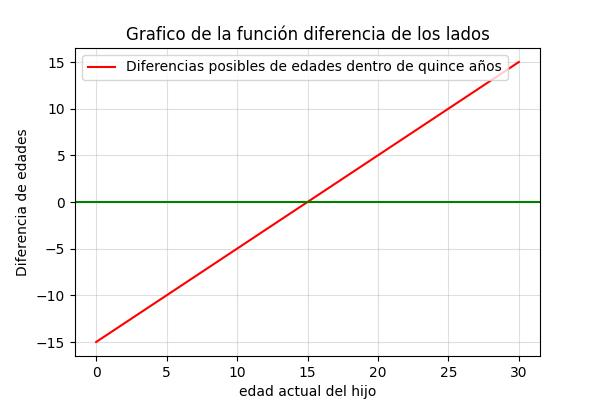 Grafico de la función diferencia de los lados
Diferencias posibles de edades dentro de quince años
Diferencia de edades
15
10
5
0
−5
−10
−15
0 5 10 15 20 25 30
edad actual del hijo